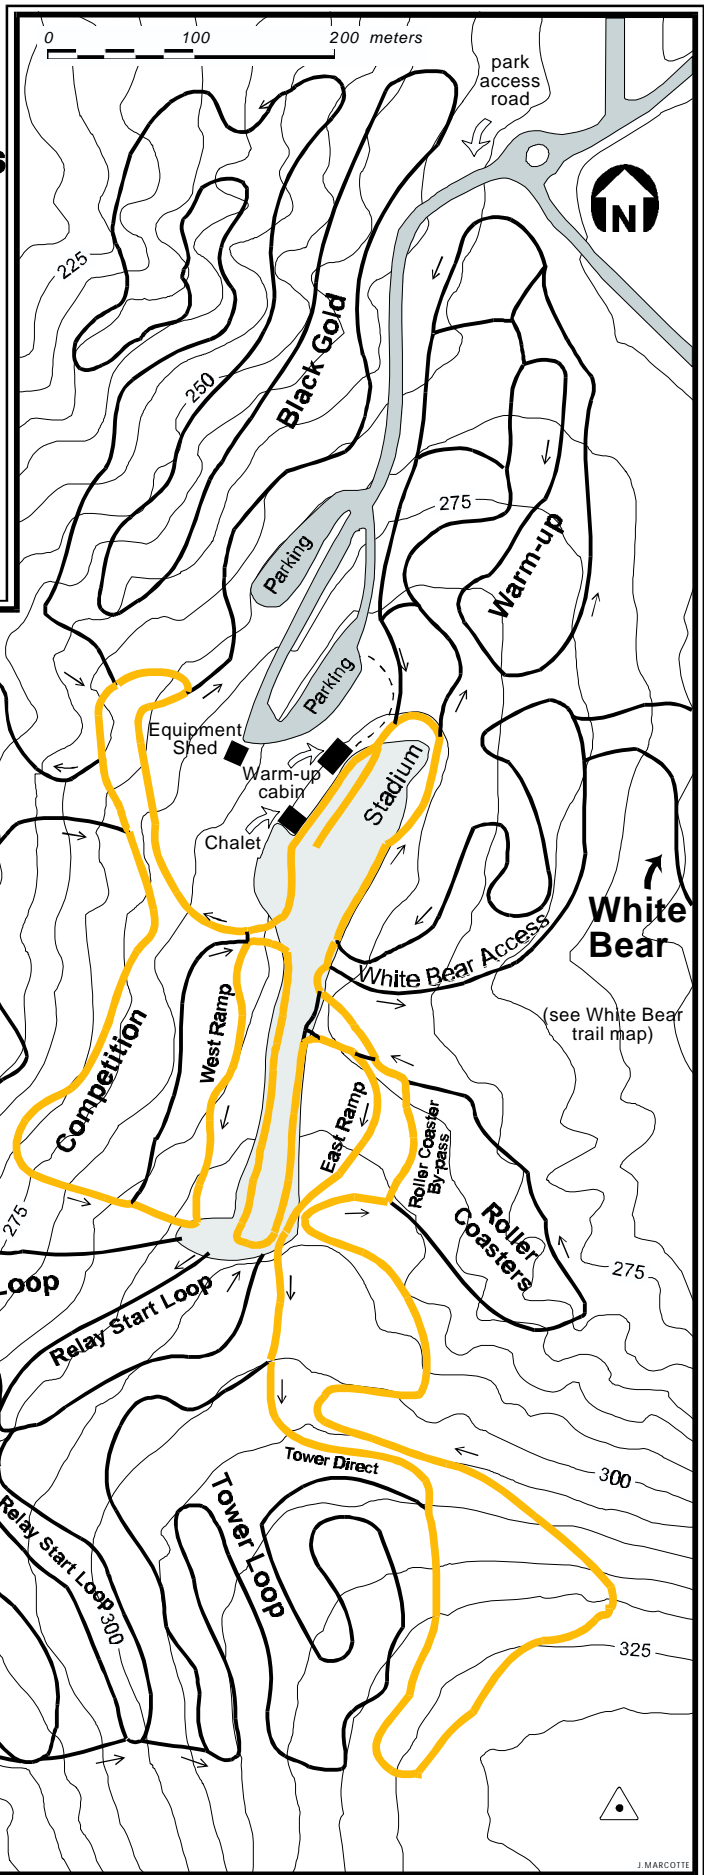 0 100 200 meters
park
access
road
s
N
225
Black Gold
250
275
Parking
Warm-up
Parking
Equipment
Shed
Warm-up
cabin
Stadium
Chalet
White
Bear
White Bear Access
(see White Bear
trail map)
West Ramp
Competition
East Ramp
Roller Coaster
By-pass
Roller
Coasters
275
275
Loop
Relay Start Loop
Tower Direct
300
Tower Loop
Relay Start Loop
300
325
J.MARCOTTE